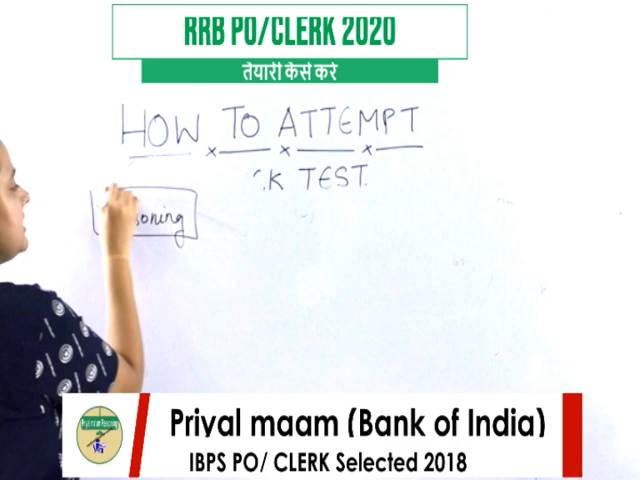 RRB PO/CLERK 2020
तैयारी कैसे करे
HOW TO ATTEMPT
TEST.
Priyal maam (Bank of India)
IBPS PO/ CLERK Selected 2018